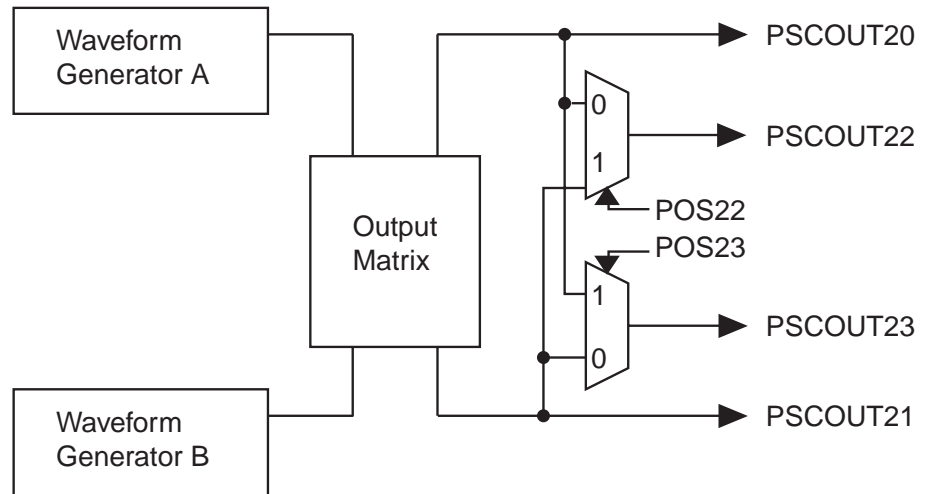 Waveform
Generator A
PSCOUT20
0
PSCOUT22
1
POS22
Output
Matrix
POS23
1
PSCOUT23
0
Waveform
Generator B
PSCOUT21